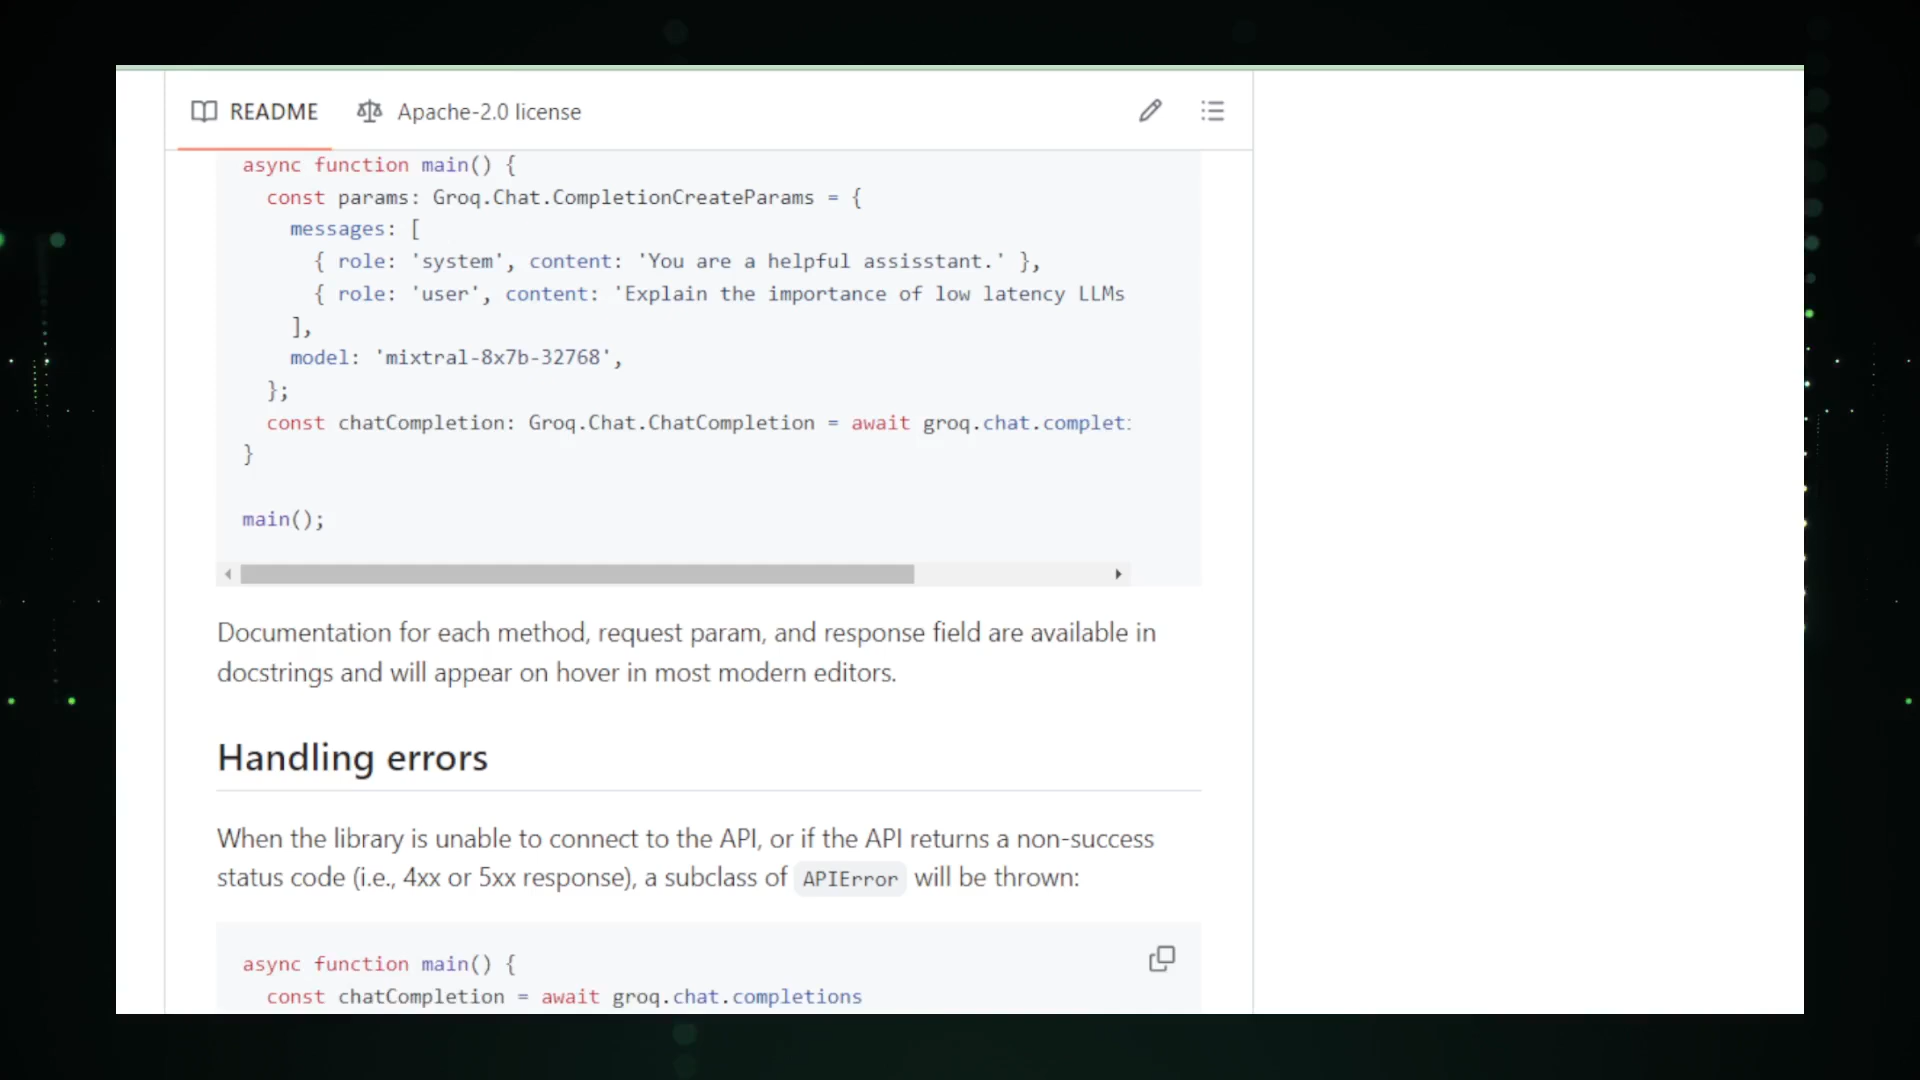 README Apache-2.0 license
async function main() {
const params: Groq.Chat.CompletionCreateParams = {
messages: [
{ role: 'system', content: 'You are a helpful assisstant.' },
{ role: 'user', content: 'Explain the importance of low latency LLMs
],
model: 'mixtral-8x7b-32768',
};
const chatCompletion: Groq.Chat.ChatCompletion = await groq.chat.complet
}
main();
Documentation for each method, request param, and response field are available in
docstrings and will appear on hover in most modern editors.
Handling errors
When the library is unable to connect to the API, or if the API returns a non-success
status code (i.e., 4xx or 5xx response), a subclass of APIError will be thrown:
async function main() {
const chatCompletion = await groq.chat.completions